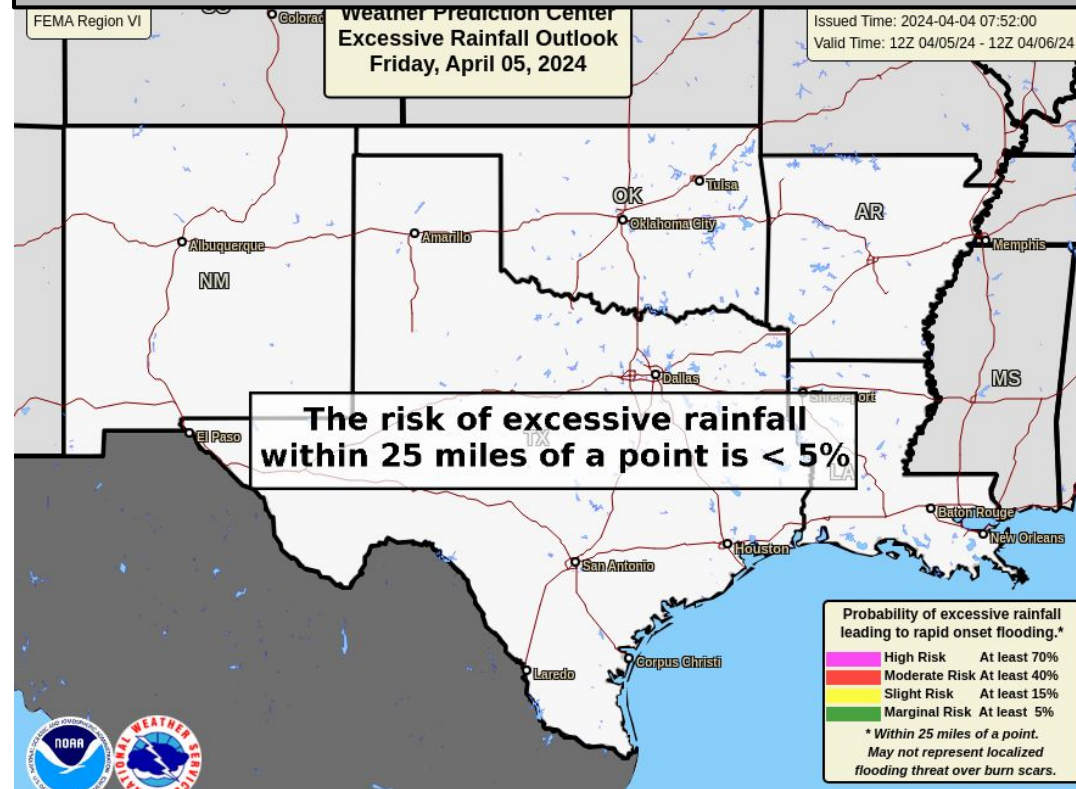 FEMA Region VI
Weather Prediction Center
Excessive Rainfall Outlook
Friday, April 05, 2024
Issued Time: 2024-04-04 07:52:00
Valid Time: 12Z 04/05/24 - 12Z 04/06/24
Tulsa
OK
Oklahoma City
AR
Albuquerque
Amarillo
Memphis
NM
Dallas
MS
Shreveport
The risk of excessive rainfall
within 25 miles of a point is < 5%
El Paso
TX
LA
Baton Rouge
New Orleans
Houston
San Antonio
Corpus Christi
Laredo
Probability of excessive rainfall
leading to rapid onset flooding.*
High Risk At least 70%
Moderate Risk At least 40%
Slight Risk At least 15%
Marginal Risk At least 5%
* Within 25 miles of a point.
May not represent localized
flooding threat over burn scars.
NOAA